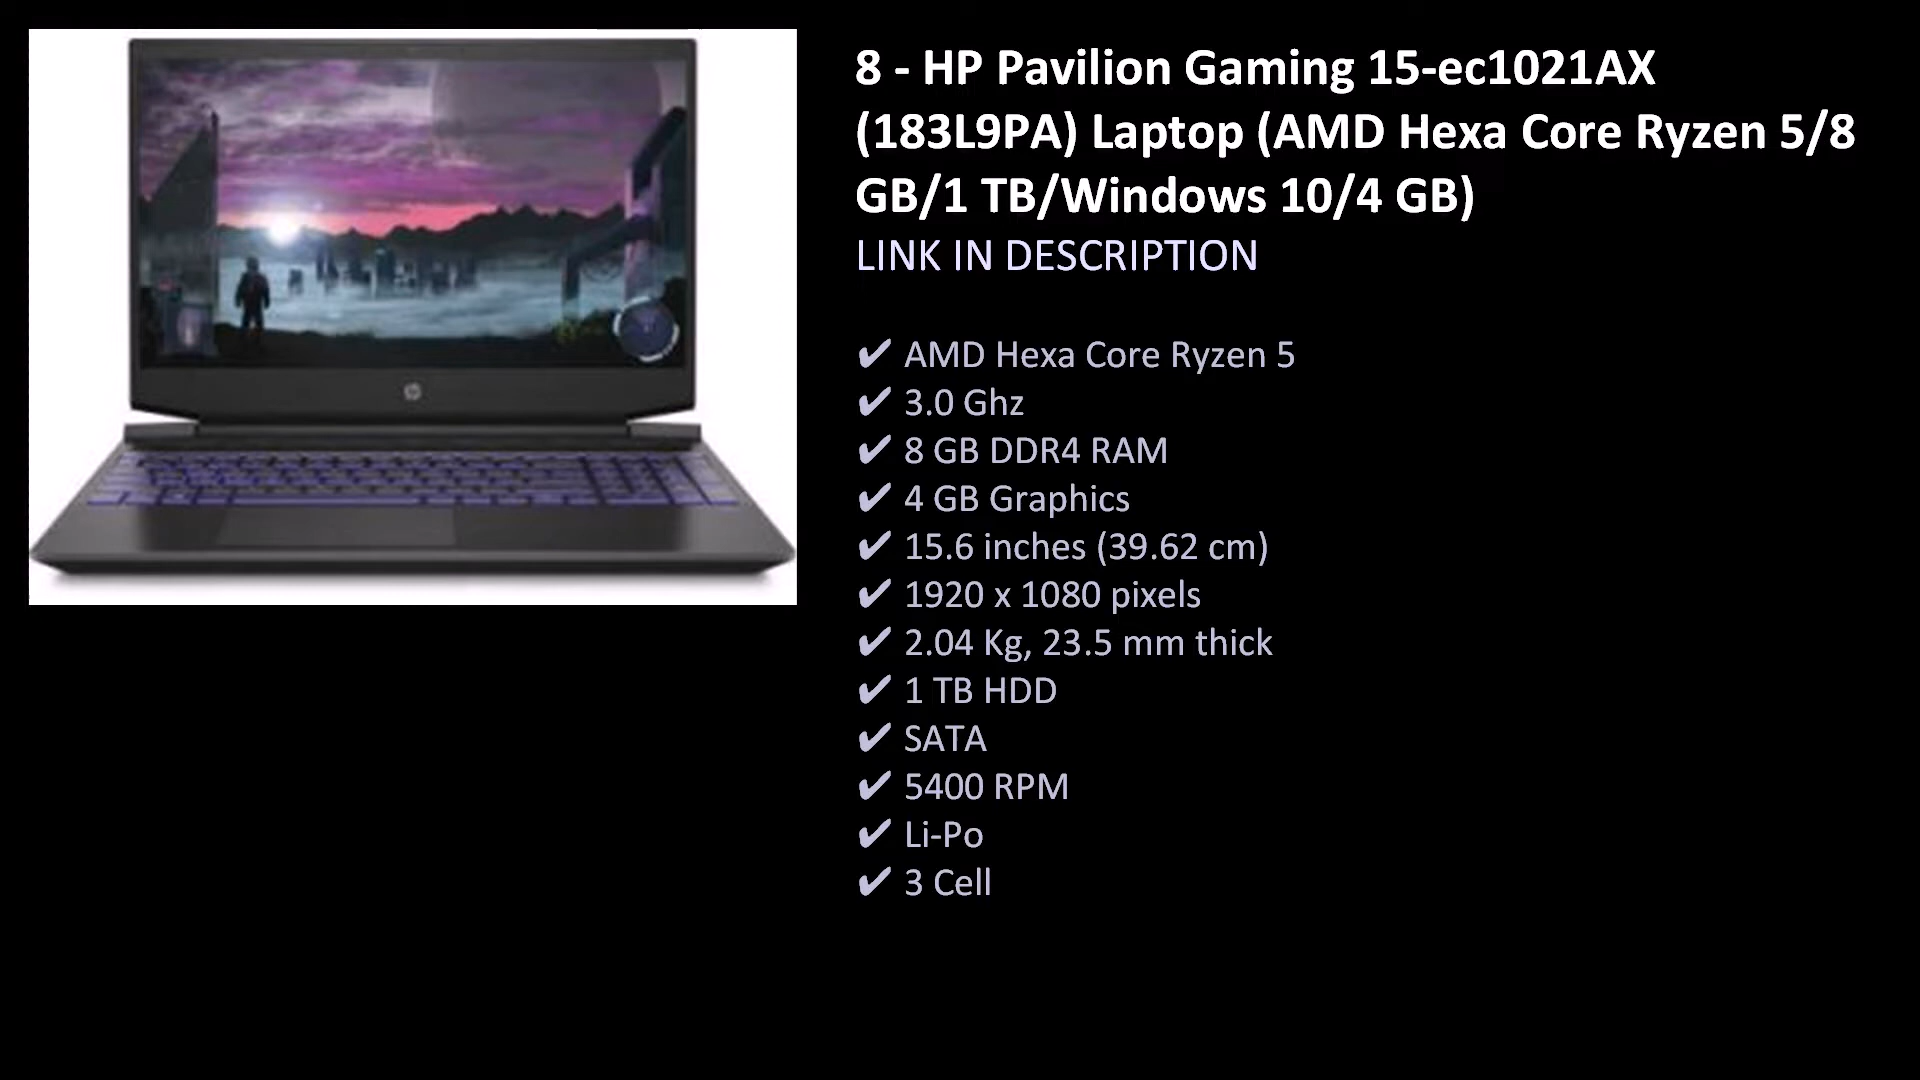 8 - HP Pavilion Gaming 15-ec1021AX
(183L9PA) Laptop (AMD Hexa Core Ryzen 5/8
GB/1 TB/Windows 10/4 GB)
LINK IN DESCRIPTION
✔ AMD Hexa Core Ryzen 5
✔ 3.0 Ghz
✔ 8 GB DDR4 RAM
✔ 4 GB Graphics
✔ 15.6 inches (39.62 cm)
✔ 1920 x 1080 pixels
✔ 2.04 Kg, 23.5 mm thick
✔ 1 TB HDD
✔ SATA
✔ 5400 RPM
✔ Li-Po
✔ 3 Cell